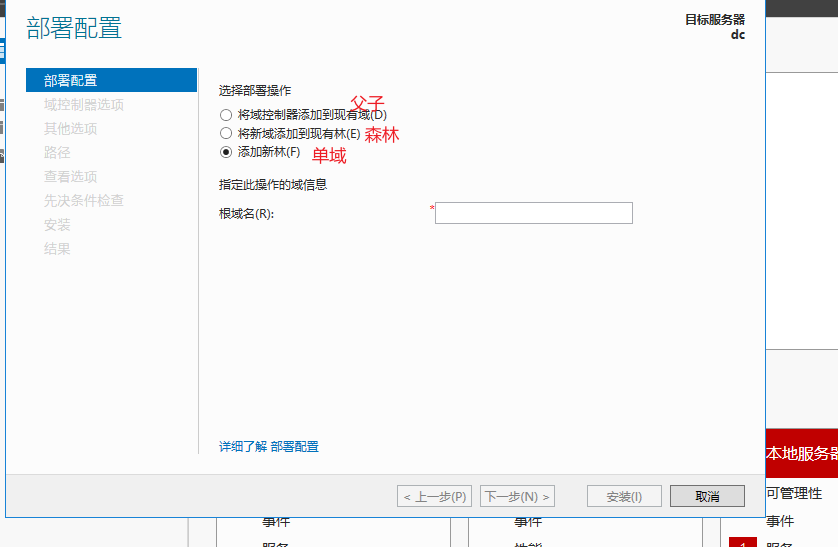 部署配置
目标服务器
dc
部署配置
域控制器选项
其他选项
路径
查看选项
先决条件检查
安装
结果
选择部署操作
父子
将域控制器添加到现有域(D)
将新域添加到现有林(E) 森林
添加新林(F) 单域
指定此操作的域信息
根域名(R): *
详细了解 部署配置
< 上一步(P) 下一步(N) > 安装(I) 取消
本地服务器
可管理性
事件 事件 事件
服务 性能 1 服务